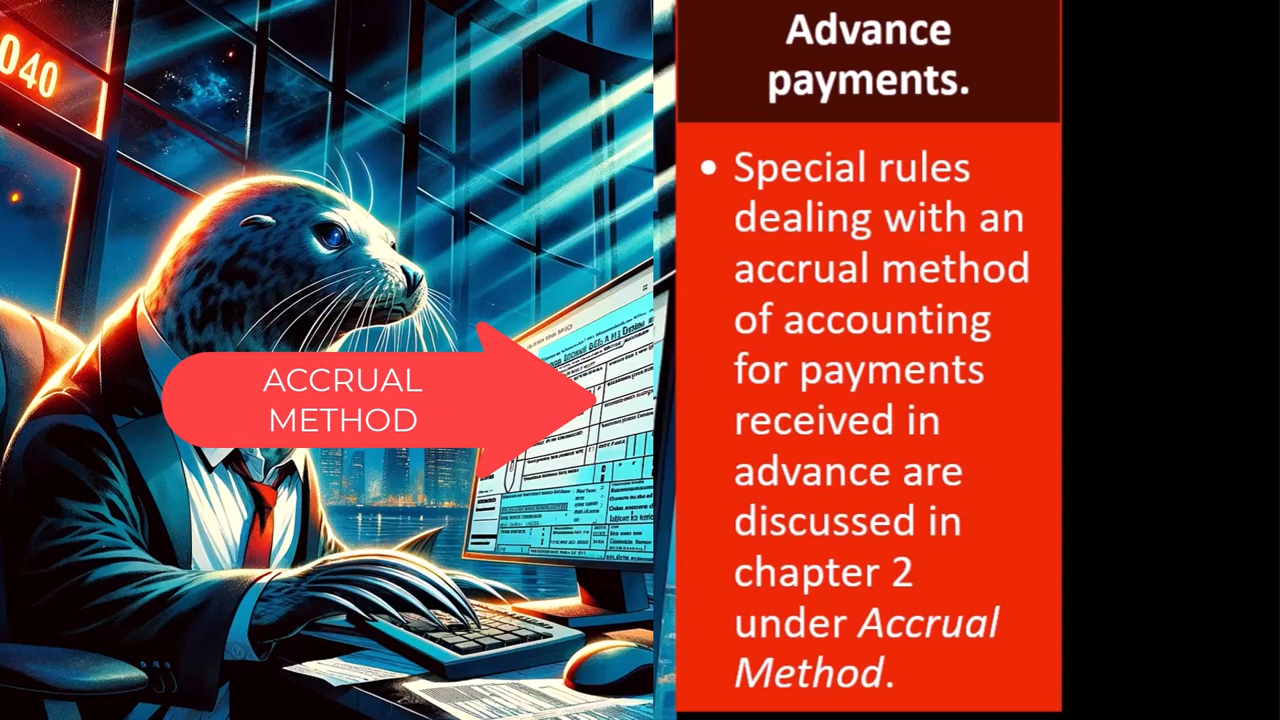 040
ACCRUAL
METHOD
Advance
payments.
• Special rules
dealing with an
accrual method
of accounting
for payments
received in
advance are
discussed in
chapter 2
under Accrual
Method.